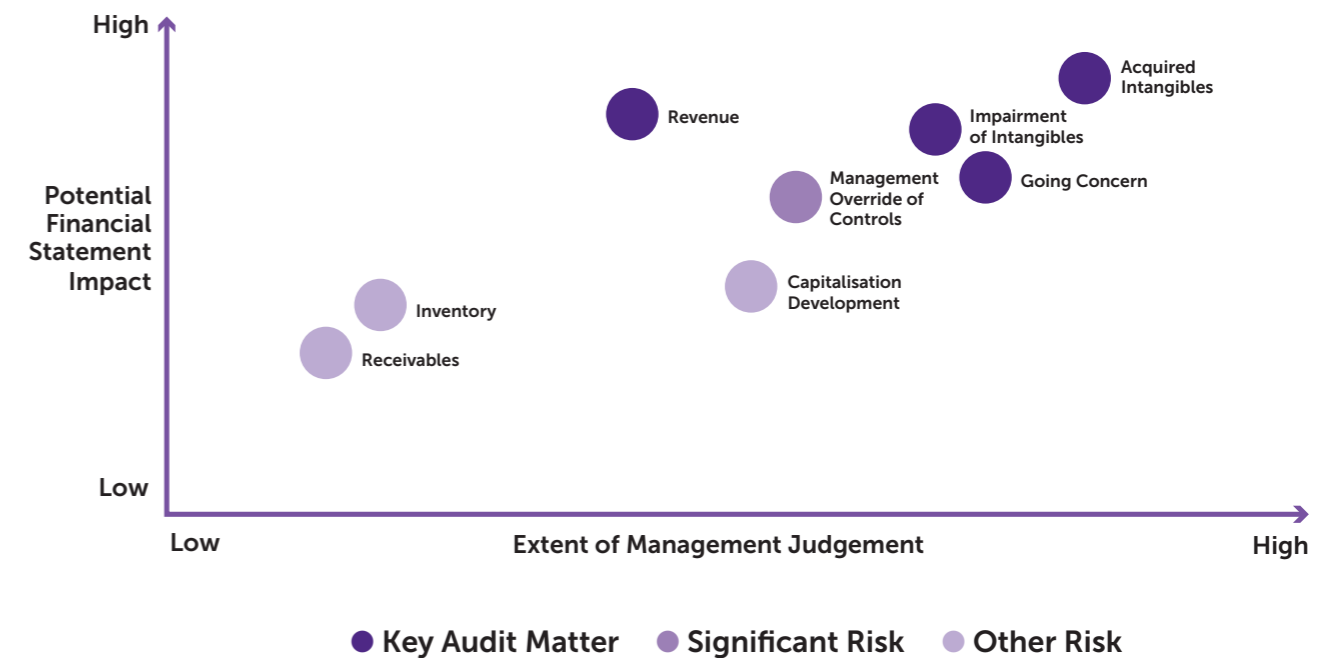 High
Potential
Financial
Statement
Impact
Low
Acquired
Intangibles
Revenue
Impairment
of Intangibles
Management
Override of
Controls
Going Concern
Capitalisation
Development
Inventory
Receivables
Low
Extent of Management Judgement
High
Key Audit Matter
Significant Risk
Other Risk